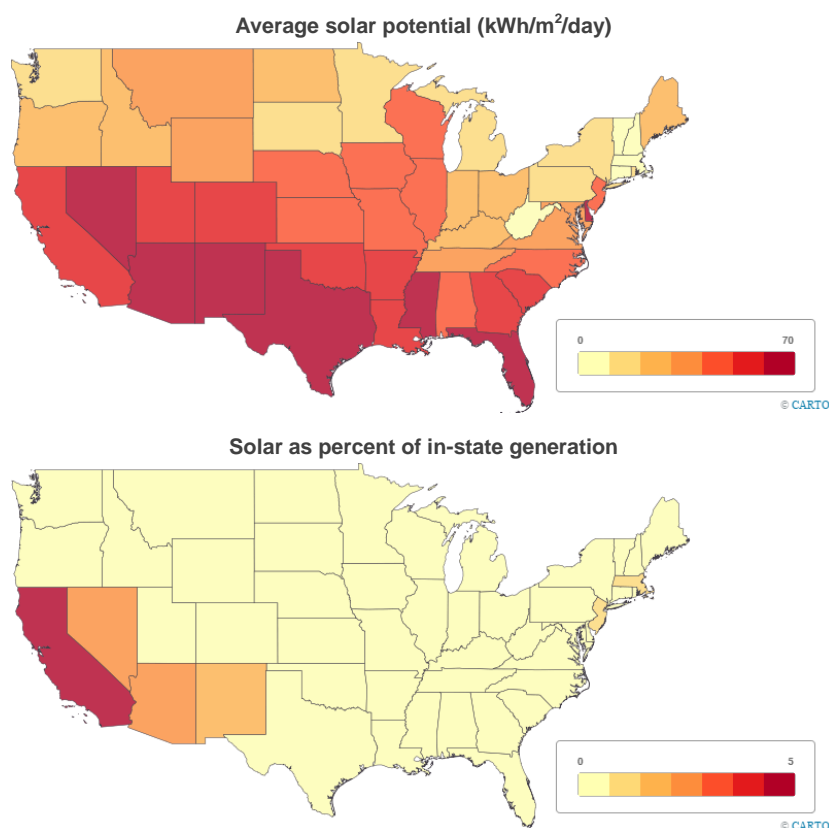 Average solar potential (kWh/m²/day)
0 70
© CARTO
Solar as percent of in-state generation
0 5
© CARTO